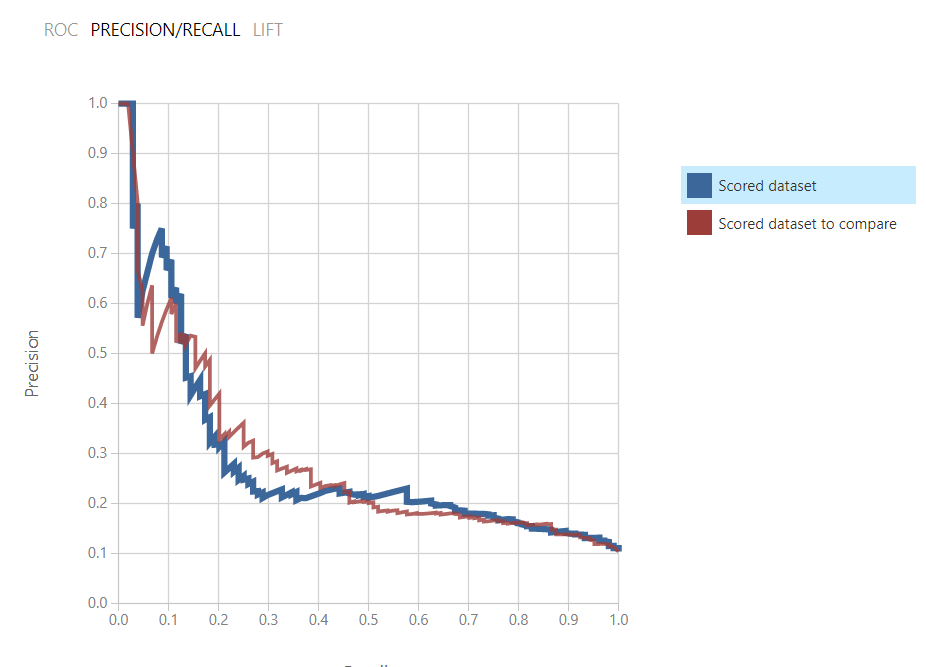 ROC PRECISION/RECALL LIFT
1.0
0.9
0.8
0.7
0.6
0.5
0.4
0.3
0.2
0.1
0.0
Precision
0.0 0.1 0.2 0.3 0.4 0.5 0.6 0.7 0.8 0.9 1.0
Scored dataset
Scored dataset to compare